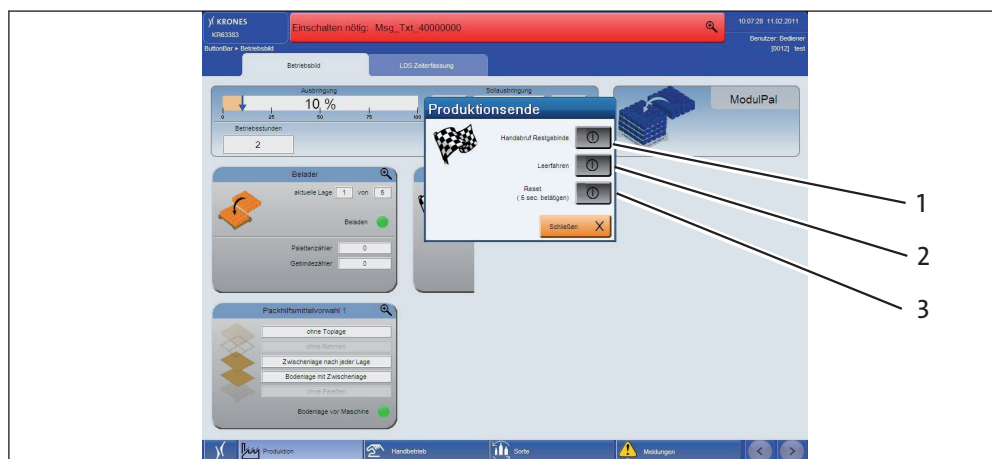 KRONES
KR63383
ButtonBar ▸ Betriebsbild
Einschalten nötig: Msg_Txt_40000000
10:07:28 11.02.2011
Benutzer: Bediener
[0012] test
Betriebsbild
LDS Zeiterfassung
Ausbringung
10 %
0 25 50 75 100
Sollausbringung
Betriebsstunden
2
ModulPal
Produktionsende
Handabruf Restgebinde
Leerfahren
Reset
( 5 sec. betätigen)
Schließen X
1
2
3
Belader
aktuelle Lage 1 von 5
Beladen
Palettenzähler 0
Gebindezähler 0
Packhilfsmittelvorwahl 1
ohne Toplage
ohne Rahmen
Zwischenlage nach jeder Lage
Bodenlage mit Zwischenlage
ohne Paletten
Bodenlage vor Maschine
Produktion
Handbetrieb
Sorte
Meldungen